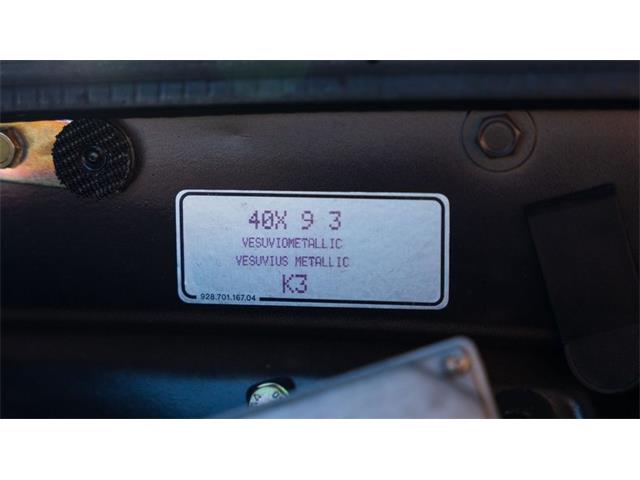 40X 9 3
VESUVIOMETALLIC
VESUVIUS METALLIC
K3
928.701.167.04